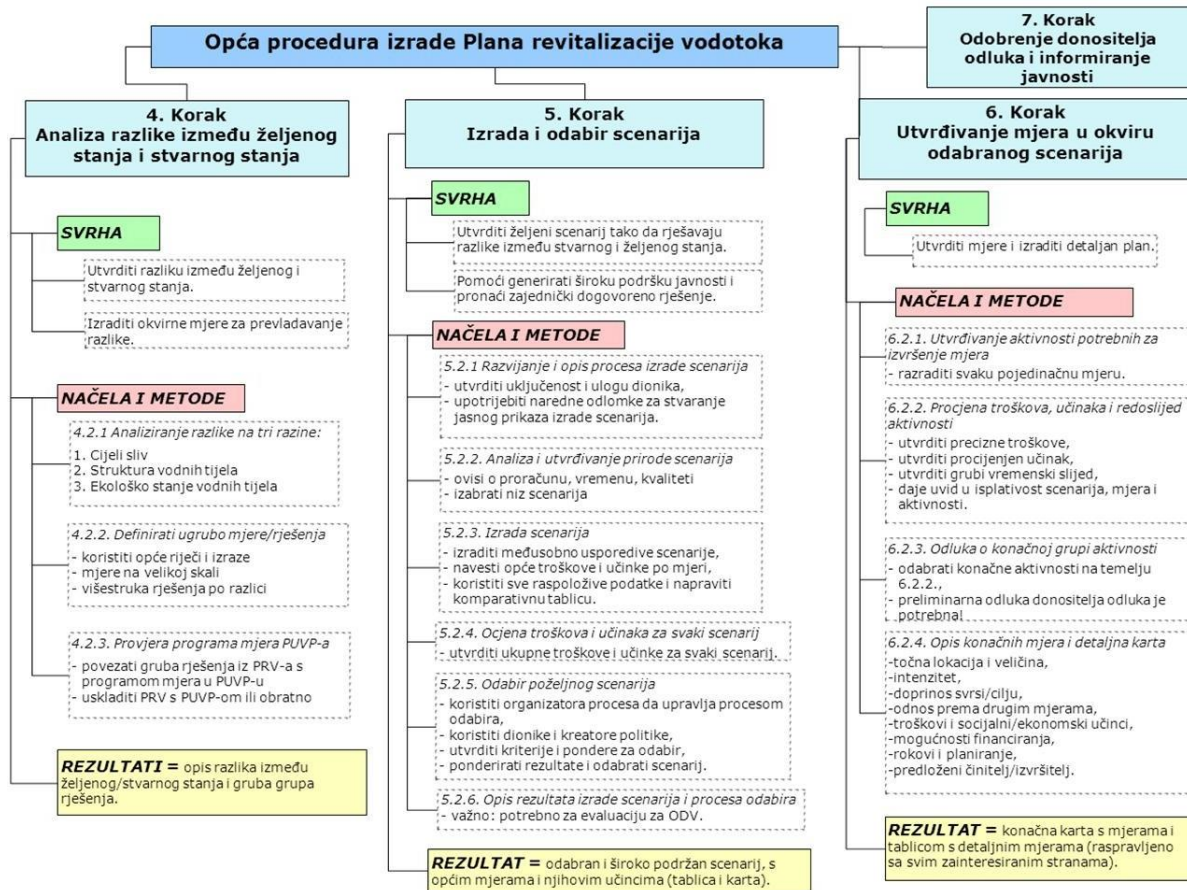 Opća procedura izrade Plana revitalizacije vodotoka
7. Korak
Odobrenje donositelja
odluka i informiranje
javnosti
4. Korak
Analiza razlike između željenog
stanja i stvarnog stanja
SVRHA
Utvrditi razliku između željenog i
stvarnog stanja.
Izraditi okvirne mjere za prevladavanje
razlike.
NAČELA I METODE
4.2.1 Analiziranje razlike na tri razine:
1. Cijeli sliv
2. Struktura vodnih tijela
3. Ekološko stanje vodnih tijela
4.2.2. Definirati ugrubo mjere/rješenja
- koristiti opće riječi i izraze
- mjere na velikoj skali
- višestruka rješenja po razlici
4.2.3. Provjera programa mjera PUVP-a
- povezati gruba rješenja iz PRV-a s
programom mjera u PUVP-u
- uskladiti PRV s PUVP-om ili obratno
REZULTATI = opis razlika između
željenog/stvarnog stanja i gruba grupa
rješenja.
5. Korak
Izrada i odabir scenarija
SVRHA
Utvrditi željeni scenarij tako da rješavaju
razlike između stvarnog i željenog stanja.
Pomoći generirati široku podršku javnosti i
pronaći zajednički dogovoreno rješenje.
NAČELA I METODE
5.2.1 Razvijanje i opis procesa izrade scenarija
- utvrditi uključenost i ulogu dionika,
- upotrijebiti naredne odlomke za stvaranje
jasnog prikaza izrade scenarija.
5.2.2. Analiza i utvrđivanje prirode scenarija
- ovisi o proračunu, vremenu, kvaliteti
- izabrati niz scenarija
5.2.3. Izrada scenarija
- izraditi međusobno usporedive scenarije,
- navesti opće troškove i učinke po mjeri,
- koristiti sve raspoložive podatke i napraviti
komparativnu tablicu.
5.2.4. Ocjena troškova i učinaka za svaki scenarij
- utvrditi ukupne troškove i učinke za svaki scenarij.
5.2.5. Odabir poželjnog scenarija
- koristiti organizatora procesa da upravlja procesom
odabira,
- koristiti dionike i kreatore politike,
- utvrditi kriterije i pondere za odabir,
- ponderirati rezultate i odabrati scenarij.
5.2.6. Opis rezultata izrade scenarija i procesa odabira
- važno: potrebno za evaluaciju za ODV.
REZULTAT = odabran i široko podržan scenarij, s
općim mjerama i njihovim učincima (tablica i karta).
6. Korak
Utvrđivanje mjera u okviru
odabranog scenarija
SVRHA
Utvrditi mjere i izraditi detaljan plan.
NAČELA I METODE
6.2.1. Utvrđivanje aktivnosti potrebnih za
izvršenje mjera
- razraditi svaku pojedinačnu mjeru.
6.2.2. Procjena troškova, učinaka i redoslijed
aktivnosti
- utvrditi precizne troškove,
- utvrditi procijenjen učinak,
- utvrditi grubi vremenski slijed,
- daje uvid u isplativost scenarija, mjera i
aktivnosti.
6.2.3. Odluka o konačnoj grupi aktivnosti
- odabrati konačne aktivnosti na temelju
6.2.2.,
- preliminarna odluka donositelja odluka je
potrebna!
6.2.4. Opis konačnih mjera i detaljna karta
-točna lokacija i veličina,
-intenzitet,
-doprinos svrsi/cilju,
-odnos prema drugim mjerama,
-troškovi i socijalni/ekonomski učinci,
-mogućnosti financiranja,
-rokovi i planiranje,
-predloženi činitelj/izvršitelj.
REZULTAT = konačna karta s mjerama i
tablicom s detaljnim mjerama (raspravljeno
sa svim zainteresiranim stranama).